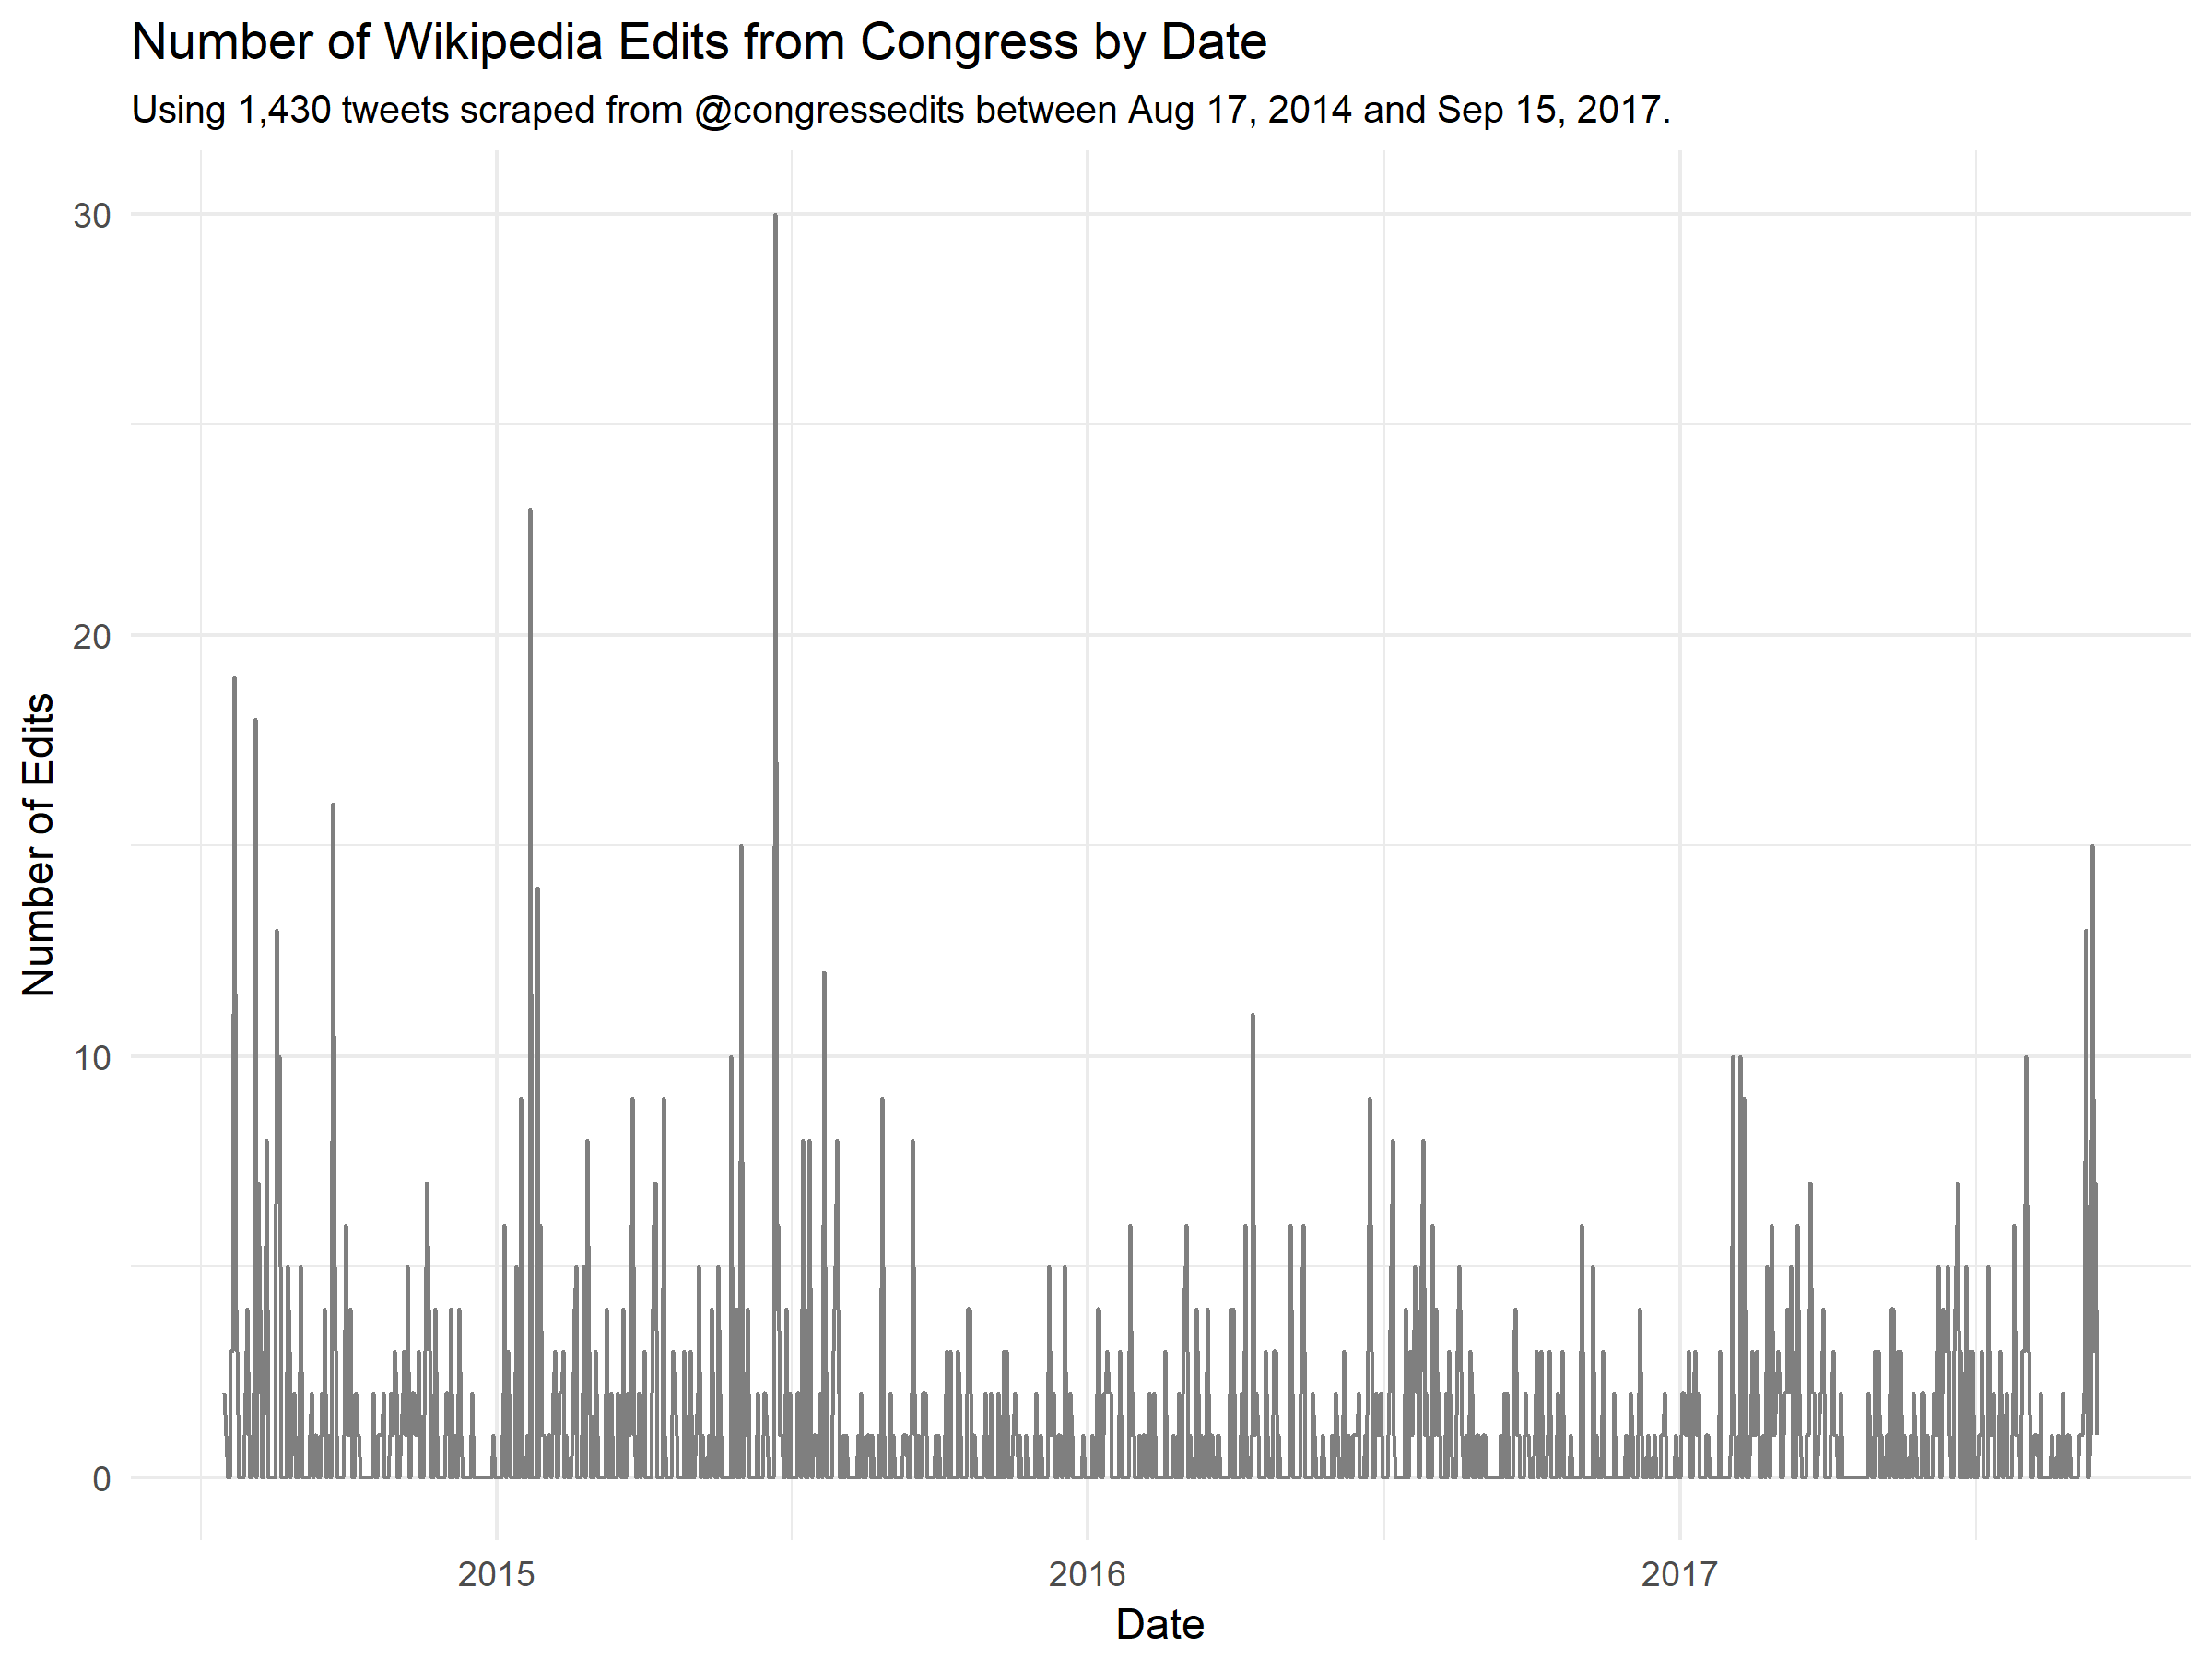 Number of Wikipedia Edits from Congress by Date
Using 1,430 tweets scraped from @congressedits between Aug 17, 2014 and Sep 15, 2017.
Number of Edits
30
20
10
0
2015
2016
2017
Date